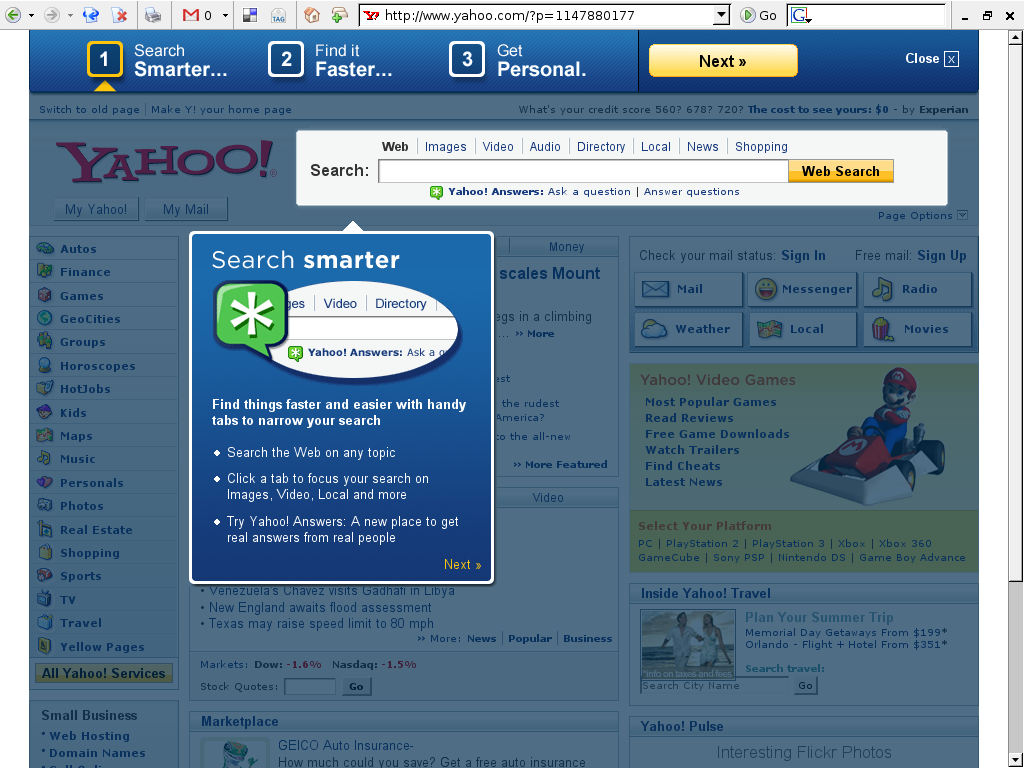 0
TAG
http://www.yahoo.com/?p=1147880177
Go
1 Search Smarter...
2 Find it Faster...
3 Get Personal.
Next »
Close x
Switch to old page | Make Y! your home page
What's your credit score 560? 678? 720? The cost to see yours: $0 - by Experian
YAHOO!
My Yahoo!
My Mail
Web | Images | Video | Audio | Directory | Local | News | Shopping
Search:
Web Search
Yahoo! Answers: Ask a question | Answer questions
Page Options
Autos
Finance
Games
GeoCities
Groups
Horoscopes
HotJobs
Kids
Maps
Music
Personals
Photos
Real Estate
Shopping
Sports
TV
Travel
Yellow Pages
All Yahoo! Services
Small Business
• Web Hosting
• Domain Names
Search smarter
ges | Video | Directory
Yahoo! Answers: Ask a q
Find things faster and easier with handy
tabs to narrow your search
Search the Web on any topic
Click a tab to focus your search on
Images, Video, Local and more
Try Yahoo! Answers: A new place to get
real answers from real people
Next »
Money
scales Mount
egs in a climbing
... » More
est
the rudest
America?
to the all-new
» More Featured
Video
• Venezuela's Chavez visits Gadhafi in Libya
• New England awaits flood assessment
• Texas may raise speed limit to 80 mph
» More: News | Popular | Business
Markets: Dow: -1.6% Nasdaq: -1.5%
Stock Quotes: Go
Marketplace
GEICO Auto Insurance-
How much could you save? Get a free auto insurance
Check your mail status: Sign In
Free mail: Sign Up
Mail
Messenger
Radio
Weather
Local
Movies
Yahoo! Video Games
Most Popular Games
Read Reviews
Free Game Downloads
Watch Trailers
Find Cheats
Latest News
Select Your Platform
PC | PlayStation 2 | PlayStation 3 | Xbox | Xbox 360
GameCube | Sony PSP | Nintendo DS | Game Boy Advance
Inside Yahoo! Travel
Plan Your Summer Trip
Memorial Day Getaways From $199*
Orlando - Flight + Hotel From $351*
*Info on taxes and fees
Search travel:
Search City Name
Go
Yahoo! Pulse
Interesting Flickr Photos